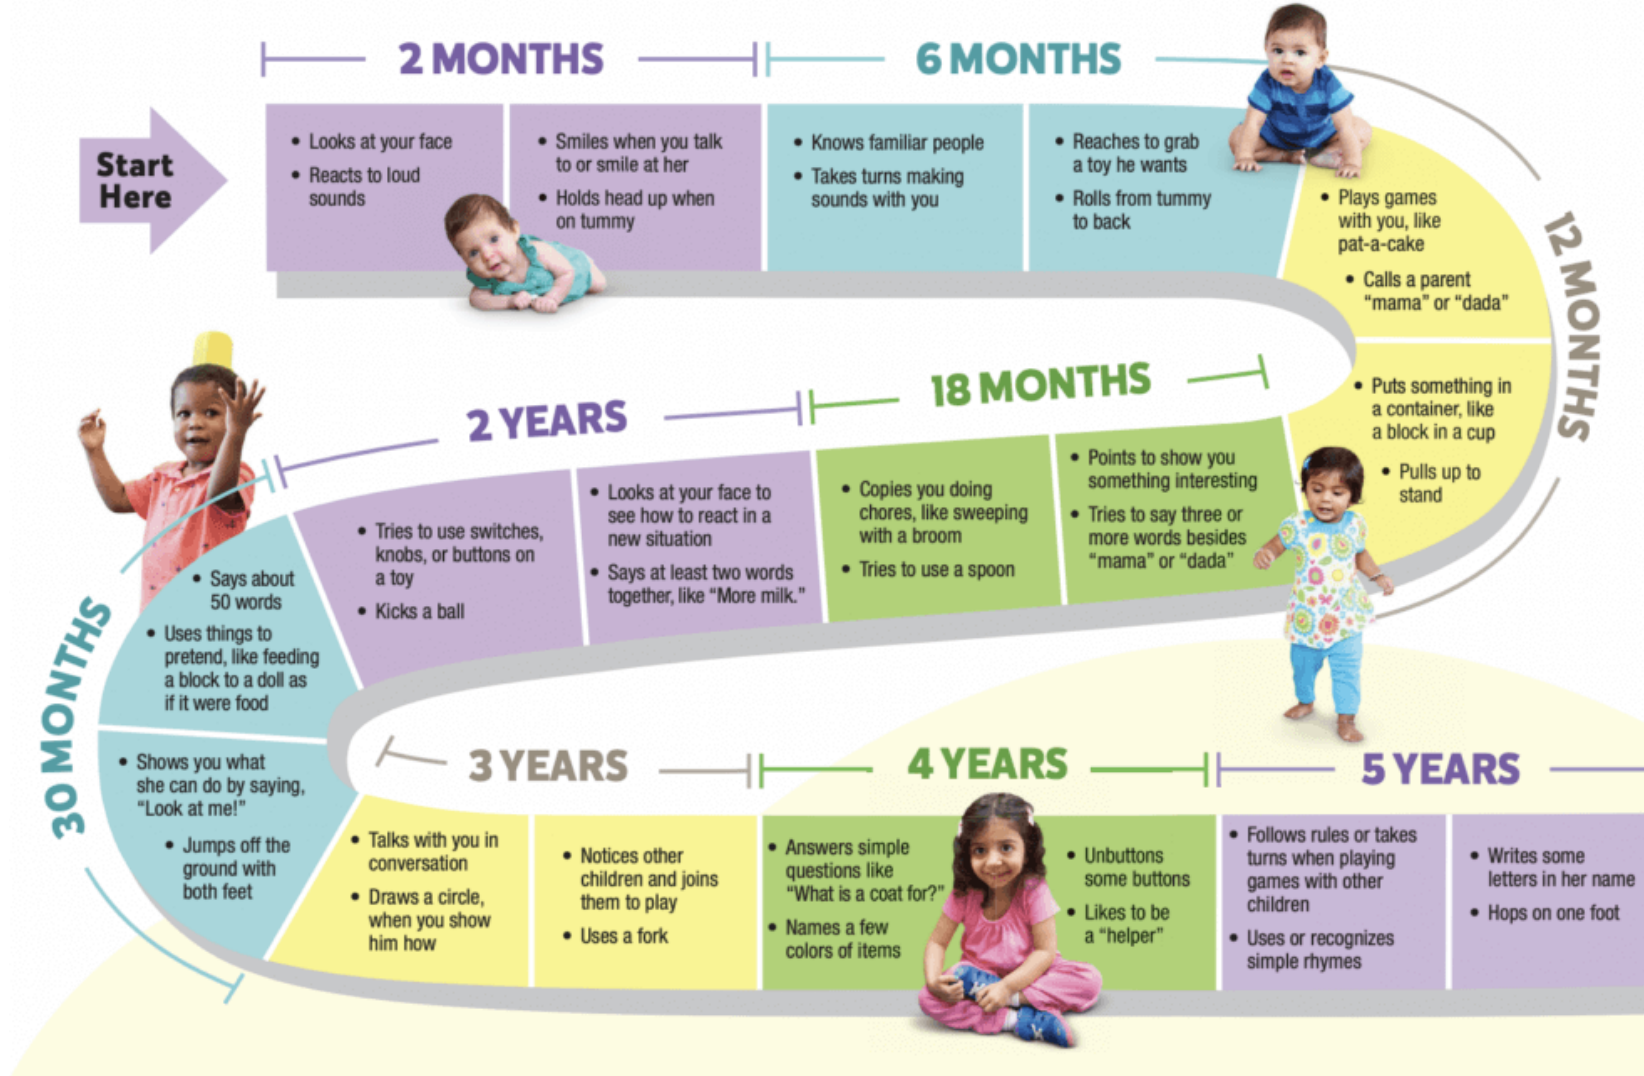 2 MONTHS
6 MONTHS
Start
Here
• Looks at your face
• Reacts to loud
sounds
• Smiles when you talk
to or smile at her
• Holds head up when
on tummy
• Knows familiar people
• Takes turns making
sounds with you
• Reaches to grab
a toy he wants
• Rolls from tummy
to back
12 MONTHS
• Plays games
with you, like
pat-a-cake
• Calls a parent
“mama” or “dada”
• Puts something in
a container, like
a block in a cup
• Pulls up to
stand
18 MONTHS
• Points to show you
something interesting
• Tries to say three or
more words besides
“mama” or “dada”
• Copies you doing
chores, like sweeping
with a broom
• Tries to use a spoon
2 YEARS
• Looks at your face to
see how to react in a
new situation
• Says at least two words
together, like “More milk.”
• Tries to use switches,
knobs, or buttons on
a toy
• Kicks a ball
30 MONTHS
• Says about
50 words
• Uses things to
pretend, like feeding
a block to a doll as
if it were food
• Shows you what
she can do by saying,
“Look at me!”
• Jumps off the
ground with
both feet
3 YEARS
• Talks with you in
conversation
• Draws a circle,
when you show
him how
• Notices other
children and joins
them to play
• Uses a fork
4 YEARS
• Answers simple
questions like
“What is a coat for?”
• Names a few
colors of items
• Unbuttons
some buttons
• Likes to be
a “helper”
5 YEARS
• Follows rules or takes
turns when playing
games with other
children
• Uses or recognizes
simple rhymes
• Writes some
letters in her name
• Hops on one foot